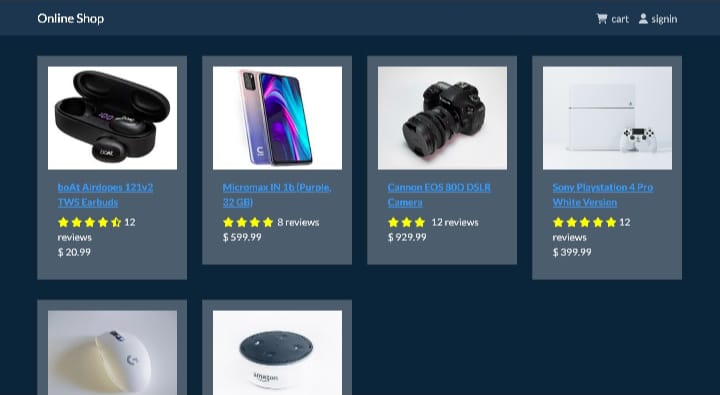 Online Shop
cart
signin
boAt
boAt Airdopes 121v2
TWS Earbuds
12
reviews
$ 20.99
Micromax IN 1b (Purple,
32 GB)
8 reviews
$ 599.99
Cannon EOS 80D DSLR
Camera
12 reviews
$ 929.99
Sony Playstation 4 Pro
White Version
12
reviews
$ 399.99
amazon